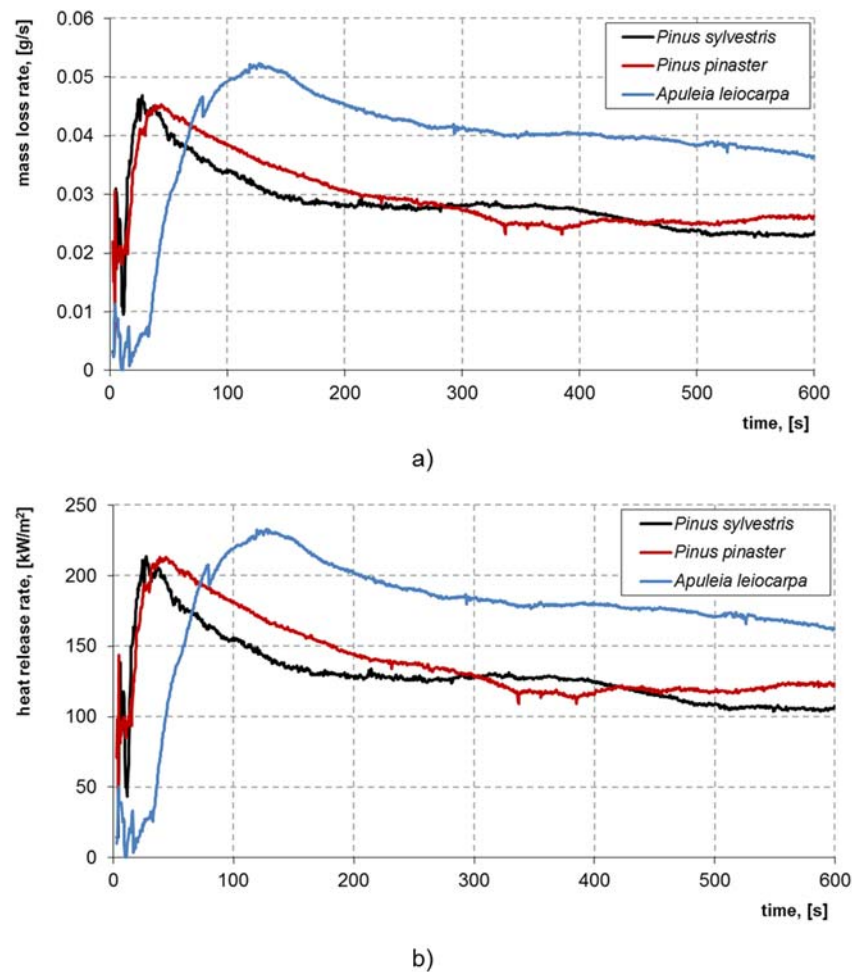 0.06
0.05
0.04
0.03
0.02
0.01
0
mass loss rate, [g/s]
Pinus sylvestris
Pinus pinaster
Apuleia leiocarpa
0 100 200 300 400 500 600
time, [s]
a)
250
200
150
100
50
0
heat release rate, [kW/m²]
Pinus sylvestris
Pinus pinaster
Apuleia leiocarpa
0 100 200 300 400 500 600
time, [s]
b)